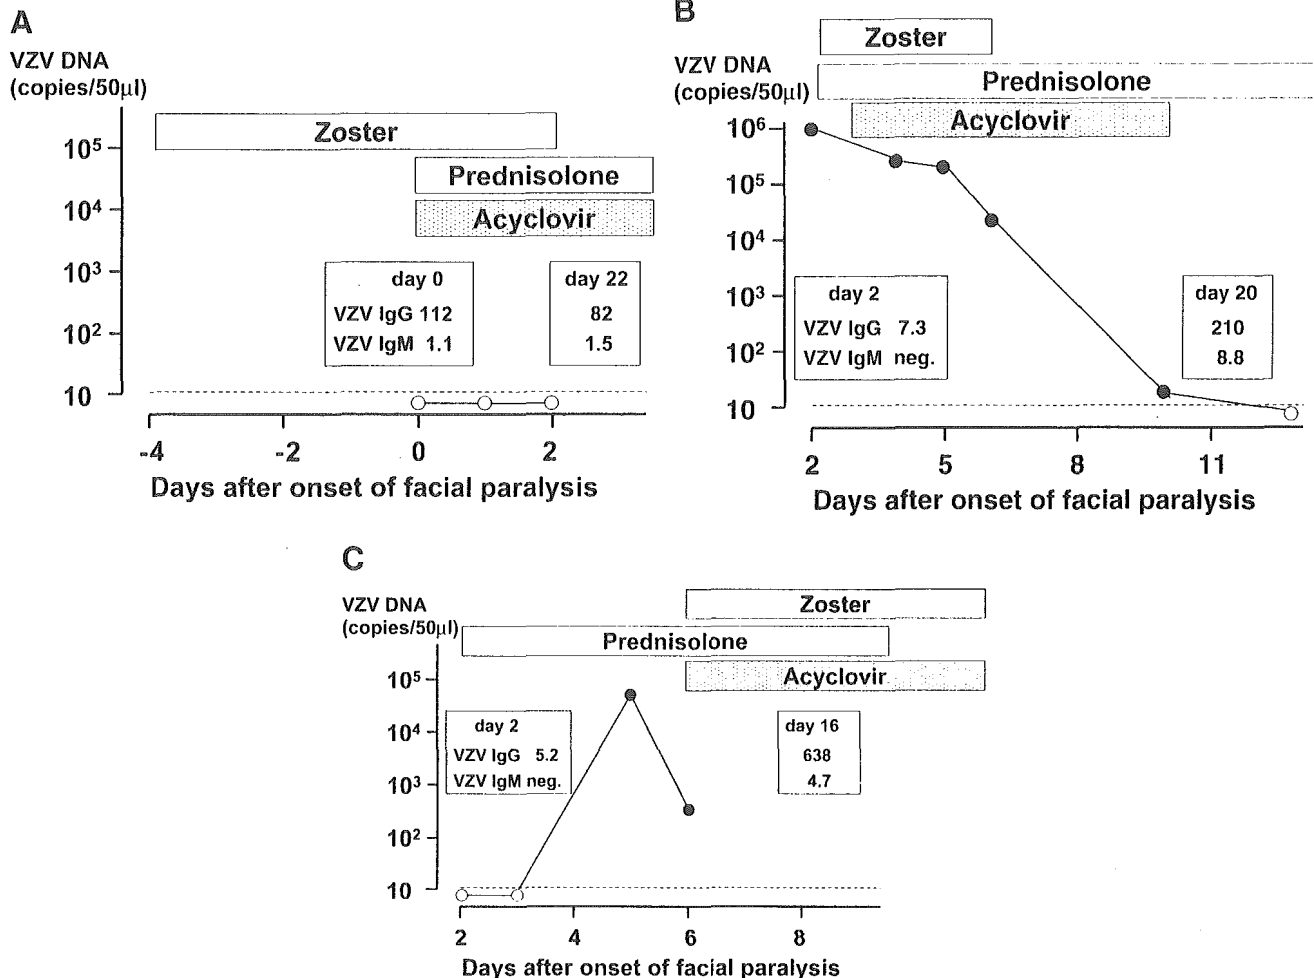 A
VZV DNA
(copies/50µl)
Zoster
Prednisolone
Acyclovir
10⁵
10⁴
10³
10²
10
day 0
VZV IgG 112
VZV IgM 1.1
day 22
82
1.5
-4 -2 0 2
Days after onset of facial paralysis
B
VZV DNA
(copies/50µl)
Zoster
Prednisolone
Acyclovir
10⁶
10⁵
10⁴
10³
10²
10
day 2
VZV IgG 7.3
VZV IgM neg.
day 20
210
8.8
2 5 8 11
Days after onset of facial paralysis
C
VZV DNA
(copies/50µl)
Zoster
Prednisolone
Acyclovir
10⁵
10⁴
10³
10²
10
day 2
VZV IgG 5.2
VZV IgM neg.
day 16
638
4.7
2 4 6 8
Days after onset of facial paralysis